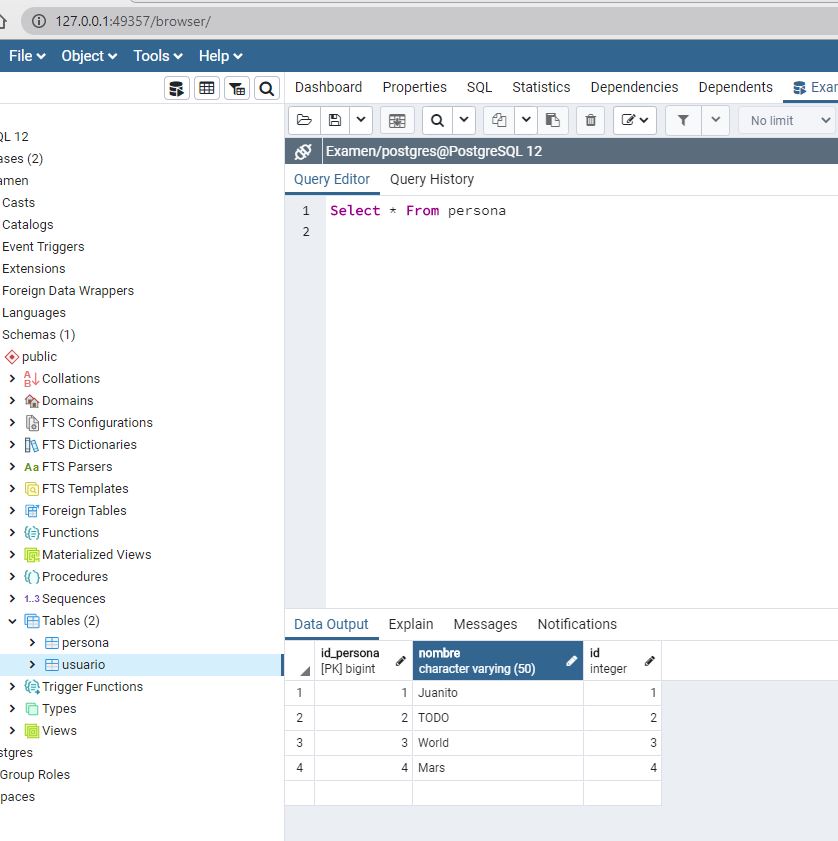 127.0.0.1:49357/browser/
File Object Tools Help
Dashboard Properties SQL Statistics Dependencies Dependents Exar
No limit
Examen/postgres@PostgreSQL 12
Query Editor Query History
1 Select * From persona
2
QL 12
ases (2)
amen
Casts
Catalogs
Event Triggers
Extensions
Foreign Data Wrappers
Languages
Schemas (1)
public
Collations
Domains
FTS Configurations
FTS Dictionaries
Aa FTS Parsers
FTS Templates
Foreign Tables
Functions
Materialized Views
Procedures
1..3 Sequences
Tables (2)
persona
usuario
Trigger Functions
Types
Views
stgres
Group Roles
paces
Data Output Explain Messages Notifications
id_persona nombre id
[PK] bigint character varying (50) integer
1 1 Juanito 1
2 2 TODO 2
3 3 World 3
4 4 Mars 4